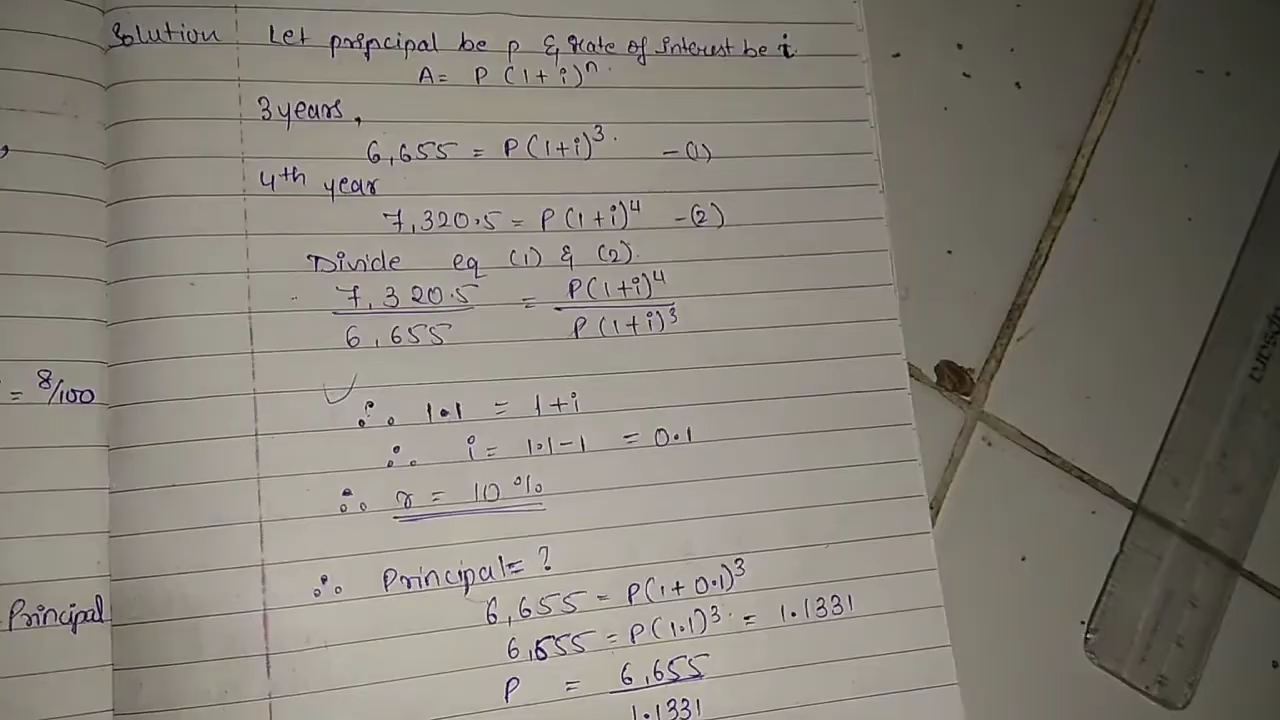 Solution Let principal be p & Rate of interest be i.
A= P(1+i)ⁿ.
3 years,
6,655 = P(1+i)³. -(1)
4th year
7,320.5 = P(1+i)⁴ -(2)
Divide eq (1) & (2).
7,320.5 = P(1+i)⁴
6,655 P(1+i)³
= 8/100
∴ 1.1 = 1+i
∴ i = 1.1-1 = 0.1
∴ r = 10%
∴ Principal = ?
Principal
6,655 = P(1+0.1)³
6,655 = P(1.1)³. = 1.1331
P = 6,655
1.1331